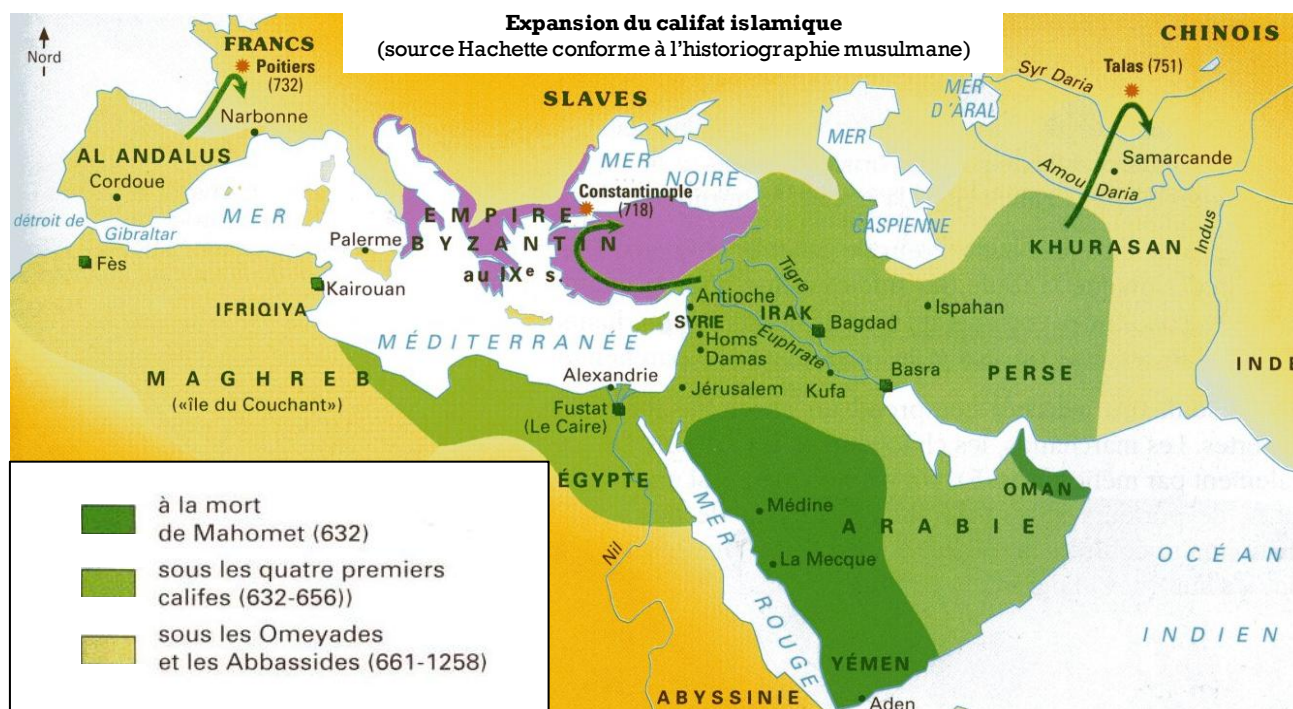 Expansion du califat islamique
(source Hachette conforme à l'historiographie musulmane)
Nord
FRANCS
Poitiers
(732)
Narbonne
AL ANDALUS
Cordoue
détroit de
Gibraltar
Fès
MER
MÉDITERRANÉE
Palerme
Kairouan
IFRIQIYA
MAGHREB
(«île du Couchant»)
SLAVES
MER
NOIRE
Constantinople
(718)
EMPIRE
BYZANTIN
au IXe s.
Antioche
SYRIE
Homs
Damas
Jérusalem
Alexandrie
Fustat
(Le Caire)
ÉGYPTE
Nil
Tigre
IRAK
Bagdad
Euphrate
Kufa
Basra
MER
CASPIENNE
MER
D'ARAL
Syr Daria
Talas (751)
CHINOIS
Samarcande
Amou Daria
KHURASAN
Indus
Ispahan
PERSE
INDE
OMAN
ARABIE
Médine
La Mecque
MER
ROUGE
YÉMEN
Aden
ABYSSINIE
OCÉAN
INDIEN
à la mort
de Mahomet (632)
sous les quatre premiers
califes (632-656))
sous les Omeyades
et les Abbassides (661-1258)